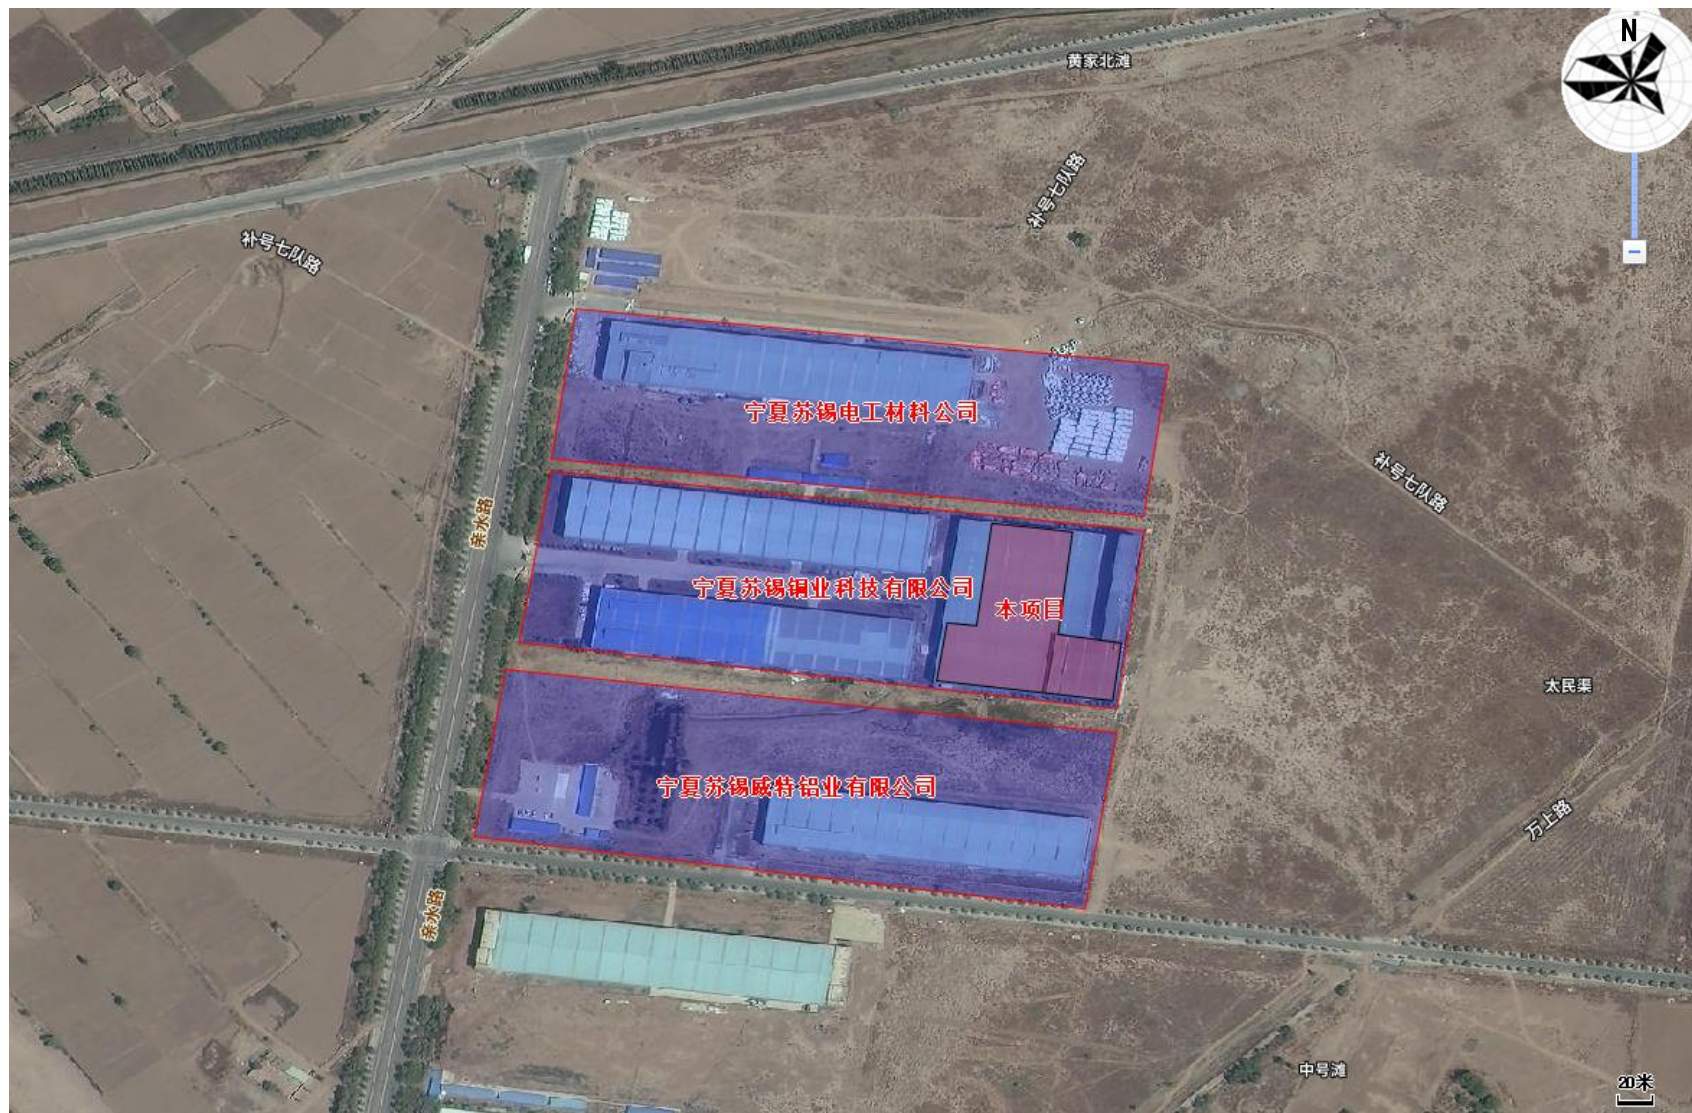 N
黄家北滩
补号七队路
补号七队路
宁夏苏锡电工材料公司
补号七队路
亲水路
宁夏苏锡铜业科技有限公司
本项目
太民渠
宁夏苏锡威特铝业有限公司
万上路
亲水路
中号滩
20米